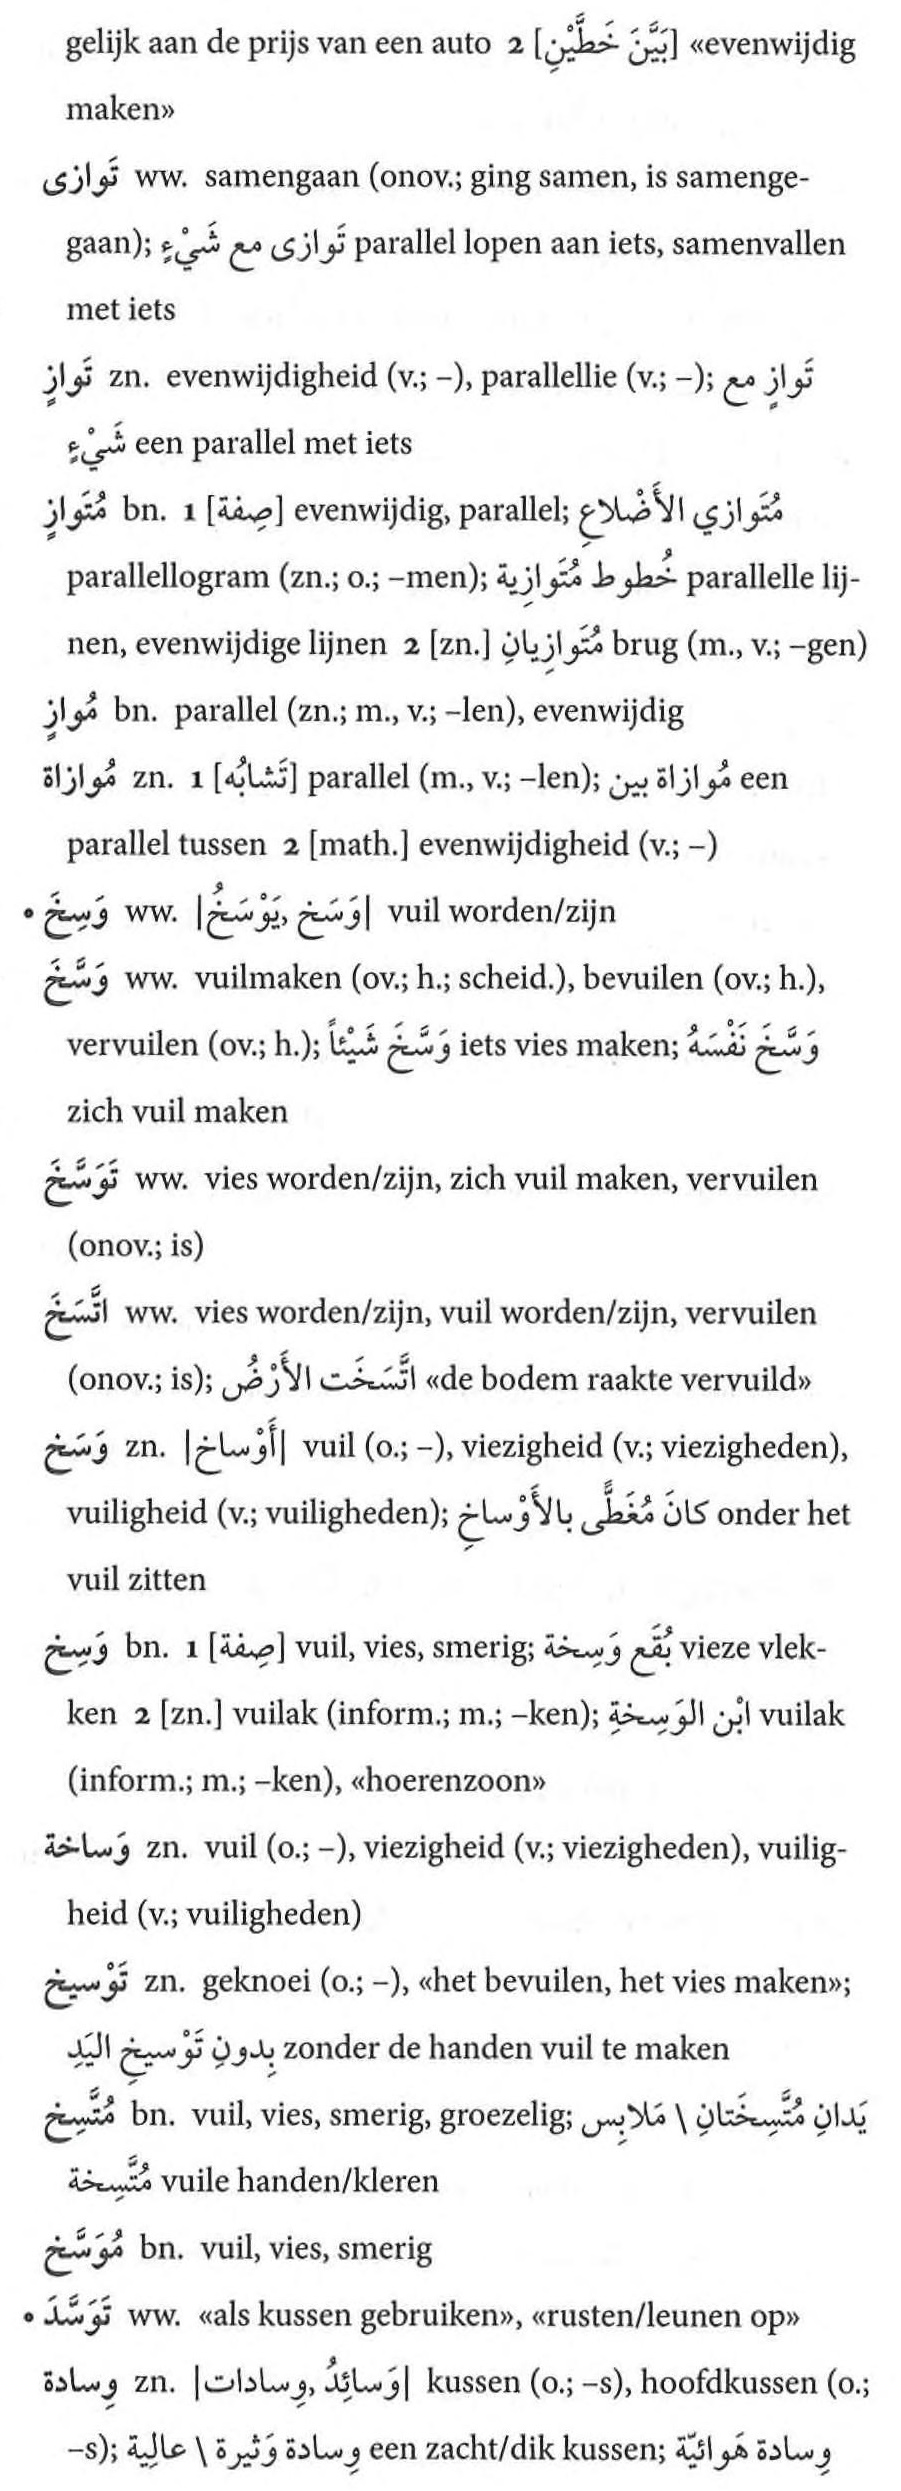 gelijk aan de prijs van een auto 2 [بَيَّنَ خَطَّيْنِ] «evenwijdig
maken»
تَوازى ww. samengaan (onov.; ging samen, is samenge-
gaan); تَوازى مع شَيْءٍ parallel lopen aan iets, samenvallen
met iets
تَوازٍ zn. evenwijdigheid (v.; –), parallellie (v.; –); تَوازٍ مع
شَيْءٍ een parallel met iets
مُتَوازٍ bn. 1 [صِفة] evenwijdig, parallel; مُتَوازي الأَضْلاعِ
parallellogram (zn.; o.; –men); خُطوط مُتَوازِية parallelle lij-
nen, evenwijdige lijnen 2 [zn.] مُتَوازِيانِ brug (m., v.; –gen)
مُوازٍ bn. parallel (zn.; m., v.; –len), evenwijdig
مُوازاة zn. 1 [تَشابُه] parallel (m., v.; –len); مُوازاة بين een
parallel tussen 2 [math.] evenwijdigheid (v.; –)
• وَسِخَ ww. |وَسَخ ,يَوْسَخُ| vuil worden/zijn
وَسَّخَ ww. vuilmaken (ov.; h.; scheid.), bevuilen (ov.; h.),
vervuilen (ov.; h.); وَسَّخَ شَيْئاً iets vies maken; وَسَّخَ نَفْسَهُ
zich vuil maken
تَوَسَّخَ ww. vies worden/zijn, zich vuil maken, vervuilen
(onov.; is)
اتَّسَخَ ww. vies worden/zijn, vuil worden/zijn, vervuilen
(onov.; is); اتَّسَخَت الأَرْضُ «de bodem raakte vervuild»
وَسَخ zn. |أَوْساخ| vuil (o.; –), viezigheid (v.; viezigheden),
vuiligheid (v.; vuiligheden); كانَ مُغَطًّى بالأَوْساخِ onder het
vuil zitten
وَسِخ bn. 1 [صِفة] vuil, vies, smerig; بُقَع وَسِخة vieze vlek-
ken 2 [zn.] vuilak (inform.; m.; –ken); ابْن الوَسِخةِ vuilak
(inform.; m.; –ken), «hoerenzoon»
وَساخة zn. vuil (o.; –), viezigheid (v.; viezigheden), vuilig-
heid (v.; vuiligheden)
تَوْسيخ zn. geknoei (o.; –), «het bevuilen, het vies maken»;
بِدونِ تَوْسيخِ اليَدِ zonder de handen vuil te maken
مُتَّسِخ bn. vuil, vies, smerig, groezelig; يَدانِ مُتَّسِخَتانِ \ مَلابِس
مُتَّسِخة vuile handen/kleren
مُوَسَّخ bn. vuil, vies, smerig
• تَوَسَّدَ ww. «als kussen gebruiken», «rusten/leunen op»
وِسادة zn. |وَسائِدُ ,وِسادات| kussen (o.; –s), hoofdkussen (o.;
–s); وِسادة وَثيرة \ عالِية een zacht/dik kussen; وِسادة هَوائيّة